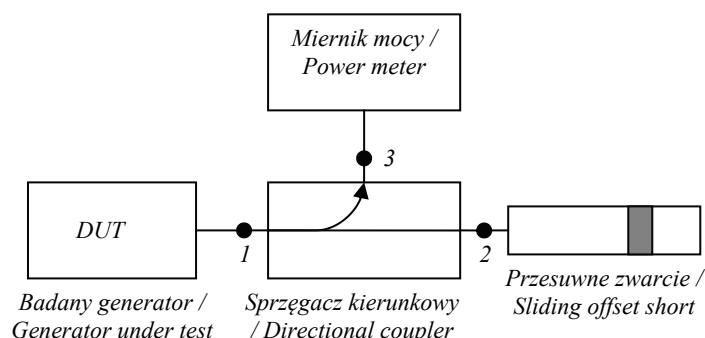 Miernik mocy /
Power meter
3
DUT
1
2
Badany generator /
Generator under test
Sprzęgacz kierunkowy
/ Directional coupler
Przesuwne zwarcie /
Sliding offset short